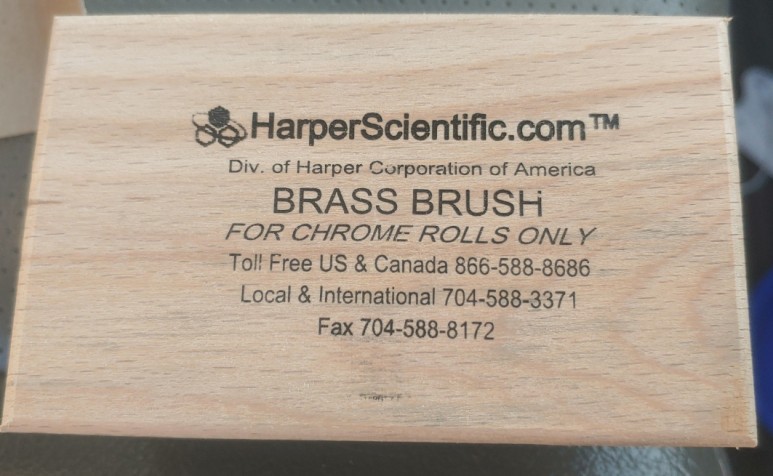 HarperScientific.com™
Div. of Harper Corporation of America
BRASS BRUSH
FOR CHROME ROLLS ONLY
Toll Free US & Canada 866-588-8686
Local & International 704-588-3371
Fax 704-588-8172